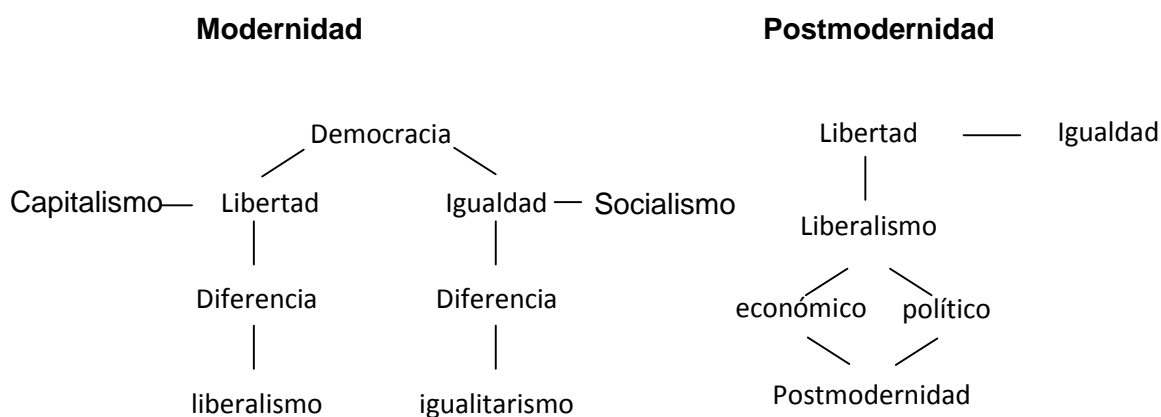 Modernidad
Democracia
Capitalismo Libertad Igualdad Socialismo
Diferencia Diferencia
liberalismo igualitarismo
Postmodernidad
Libertad Igualdad
Liberalismo
económico político
Postmodernidad